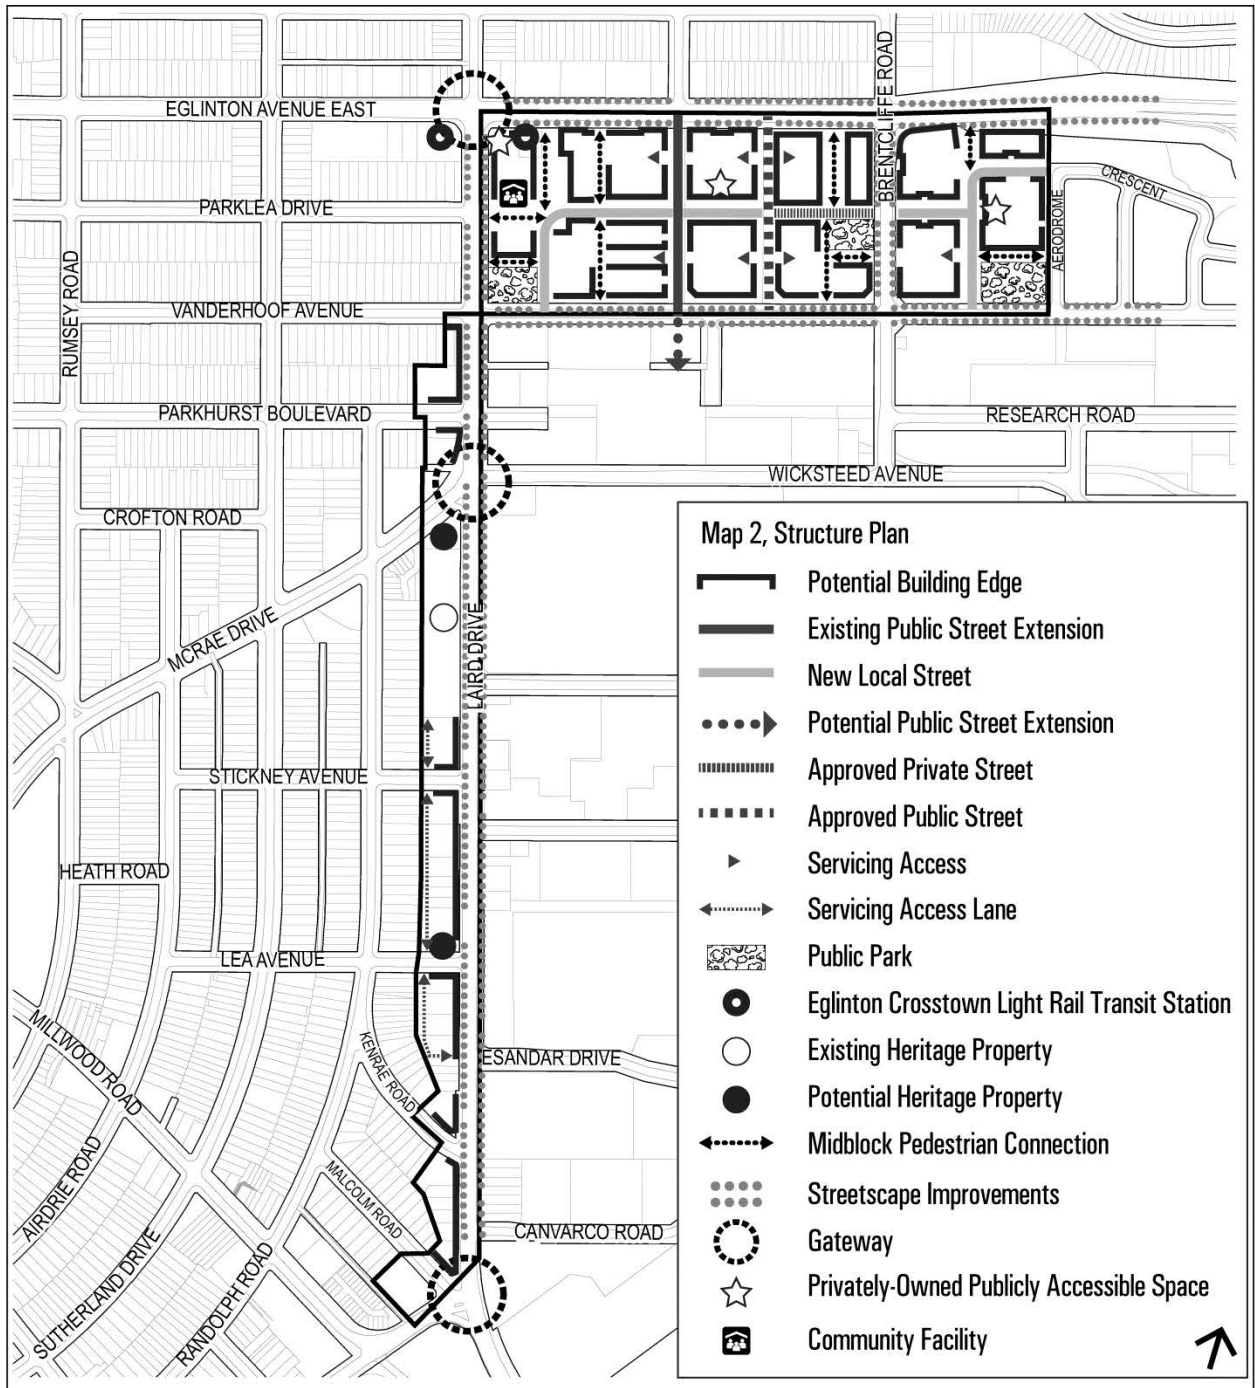 EGLINTON AVENUE EAST
BRENTCLIFFE ROAD
PARKLEA DRIVE
CRESCENT
AERODROME
RUMSEY ROAD
VANDERHOOF AVENUE
PARKHURST BOULEVARD
RESEARCH ROAD
WICKSTEED AVENUE
CROFTON ROAD
MCRAE DRIVE
LAIRD DRIVE
STICKNEY AVENUE
HEATH ROAD
LEA AVENUE
MILLWOOD ROAD
KENRAE ROAD
ESANDAR DRIVE
AIRDRIE ROAD
MALCOLM ROAD
SUTHERLAND DRIVE
RANDOLPH ROAD
CANVARCO ROAD
Map 2, Structure Plan
Potential Building Edge
Existing Public Street Extension
New Local Street
Potential Public Street Extension
Approved Private Street
Approved Public Street
Servicing Access
Servicing Access Lane
Public Park
Eglinton Crosstown Light Rail Transit Station
Existing Heritage Property
Potential Heritage Property
Midblock Pedestrian Connection
Streetscape Improvements
Gateway
Privately-Owned Publicly Accessible Space
Community Facility